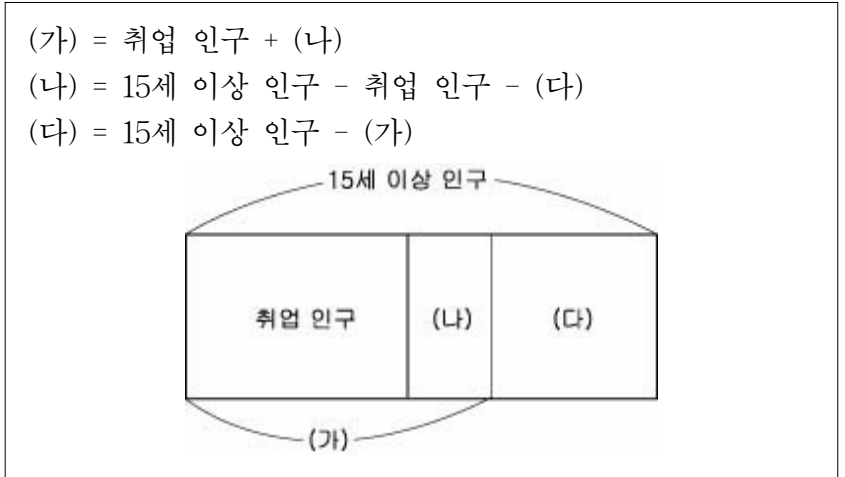 (가) = 취업 인구 + (나)
(나) = 15세 이상 인구 - 취업 인구 - (다)
(다) = 15세 이상 인구 - (가)
15세 이상 인구
취업 인구 (나) (다)
(가)